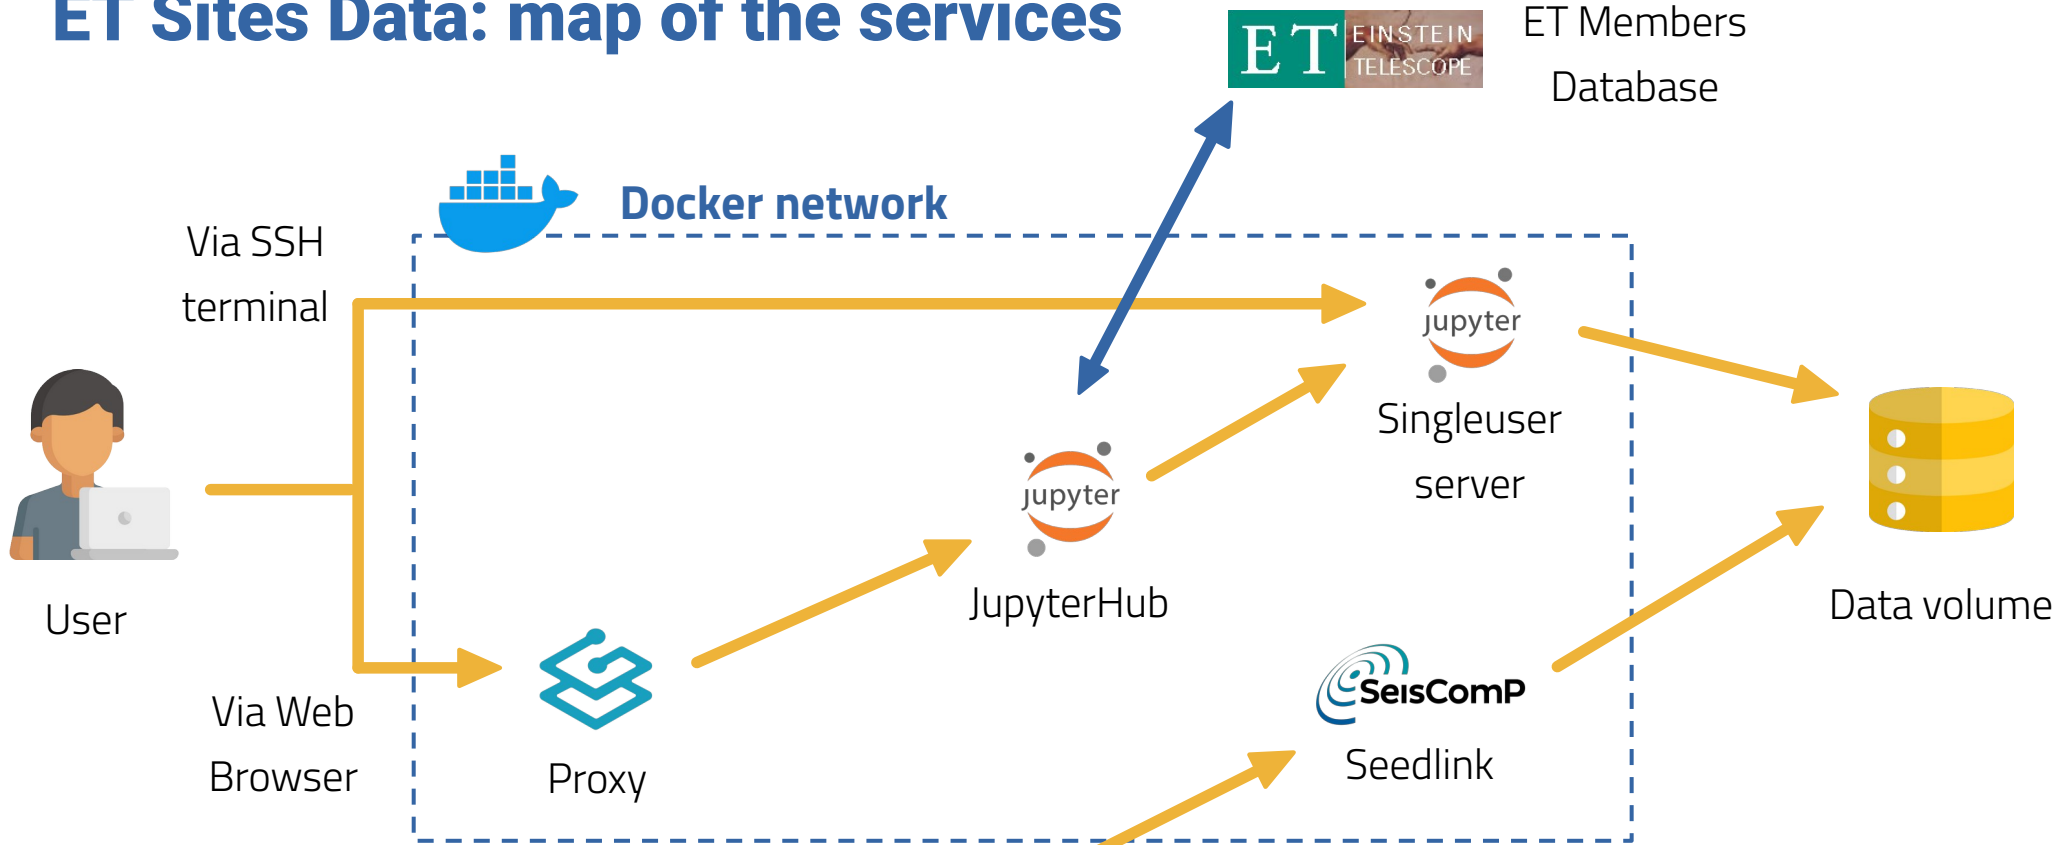 ET Sites Data: map of the services
ET EINSTEIN
TELESCOPE
ET Members
Database
Docker network
Via SSH
terminal
jupyter
Singleuser
server
jupyter
JupyterHub
User
Data volume
Via Web
Browser
Proxy
SeisComP
Seedlink